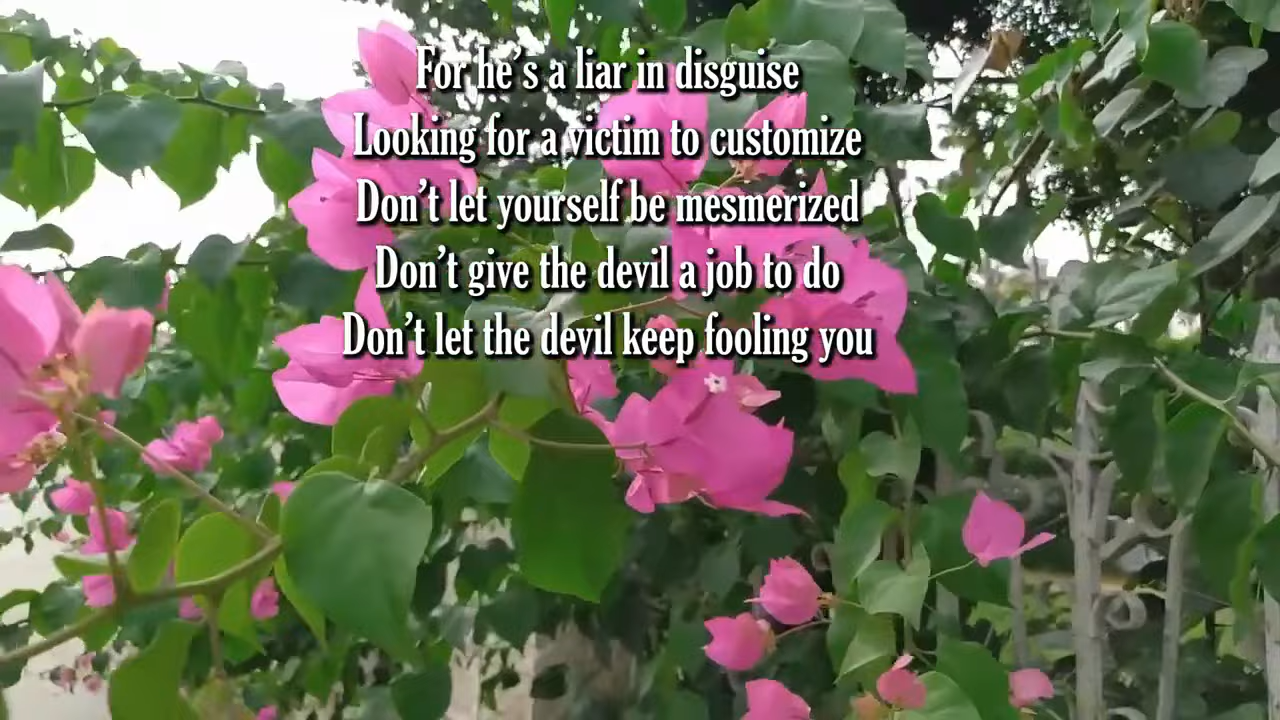 For he's a liar in disguise
Looking for a victim to customize
Don't let yourself be mesmerized
Don't give the devil a job to do
Don't let the devil keep fooling you